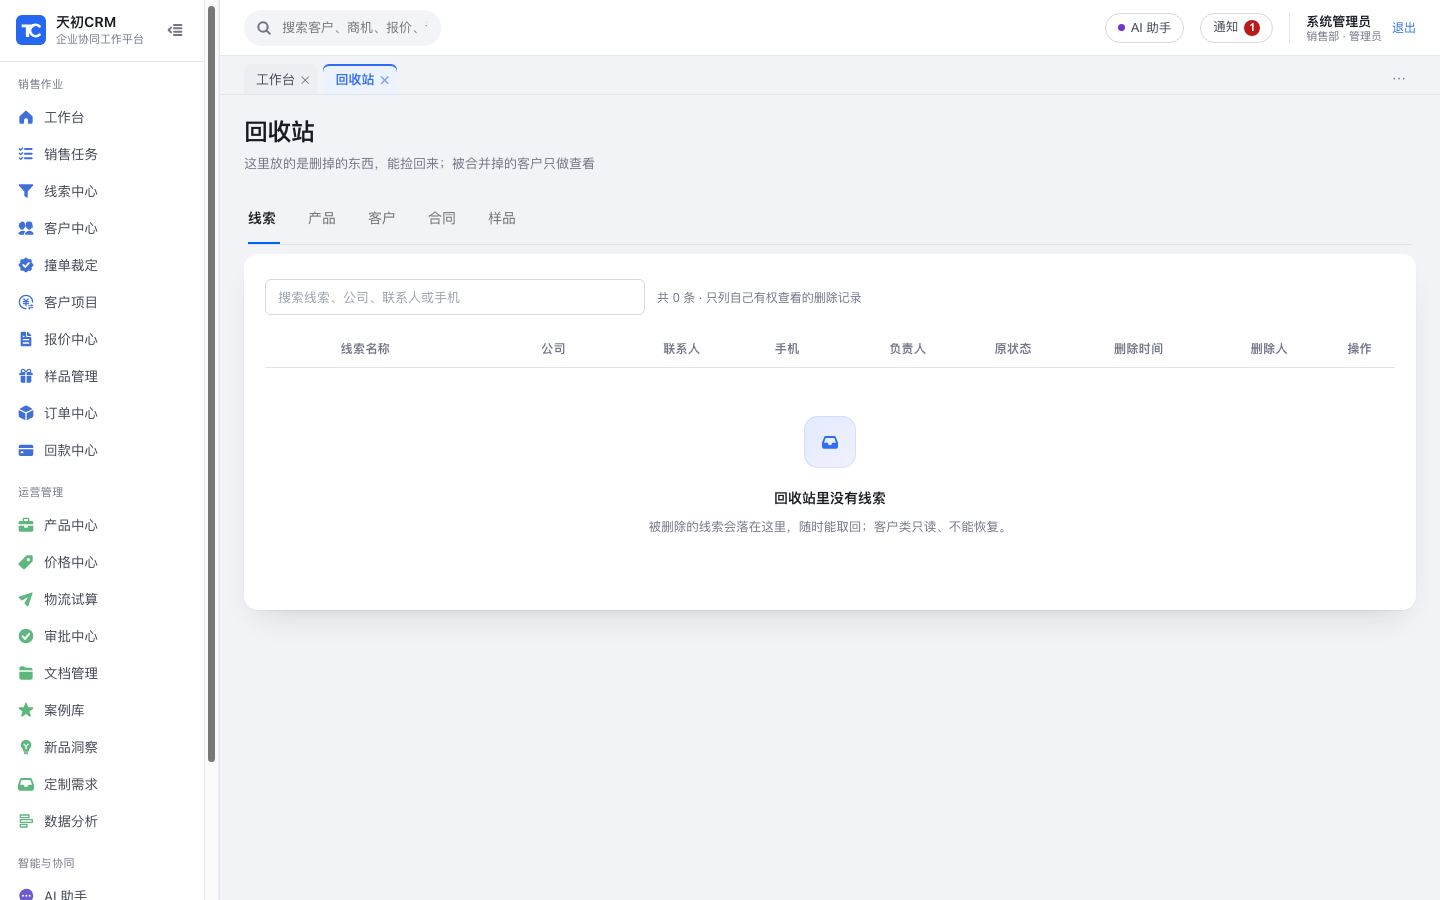 天初CRM
企业协同工作平台
销售作业
工作台
销售任务
线索中心
客户中心
撞单裁定
客户项目
报价中心
样品管理
订单中心
回款中心
运营管理
产品中心
价格中心
物流试算
审批中心
文档管理
案例库
新品洞察
定制需求
数据分析
智能与协同
AI 助手
搜索客户、商机、报价、
AI 助手
通知 1
系统管理员
销售部 · 管理员
退出
工作台
回收站
···
回收站
这里放的是删掉的东西，能捡回来；被合并掉的客户只做查看
线索 产品 客户 合同 样品
搜索线索、公司、联系人或手机
共 0 条 · 只列自己有权查看的删除记录
线索名称 公司 联系人 手机 负责人 原状态 删除时间 删除人 操作
回收站里没有线索
被删除的线索会落在这里，随时能取回；客户类只读、不能恢复。